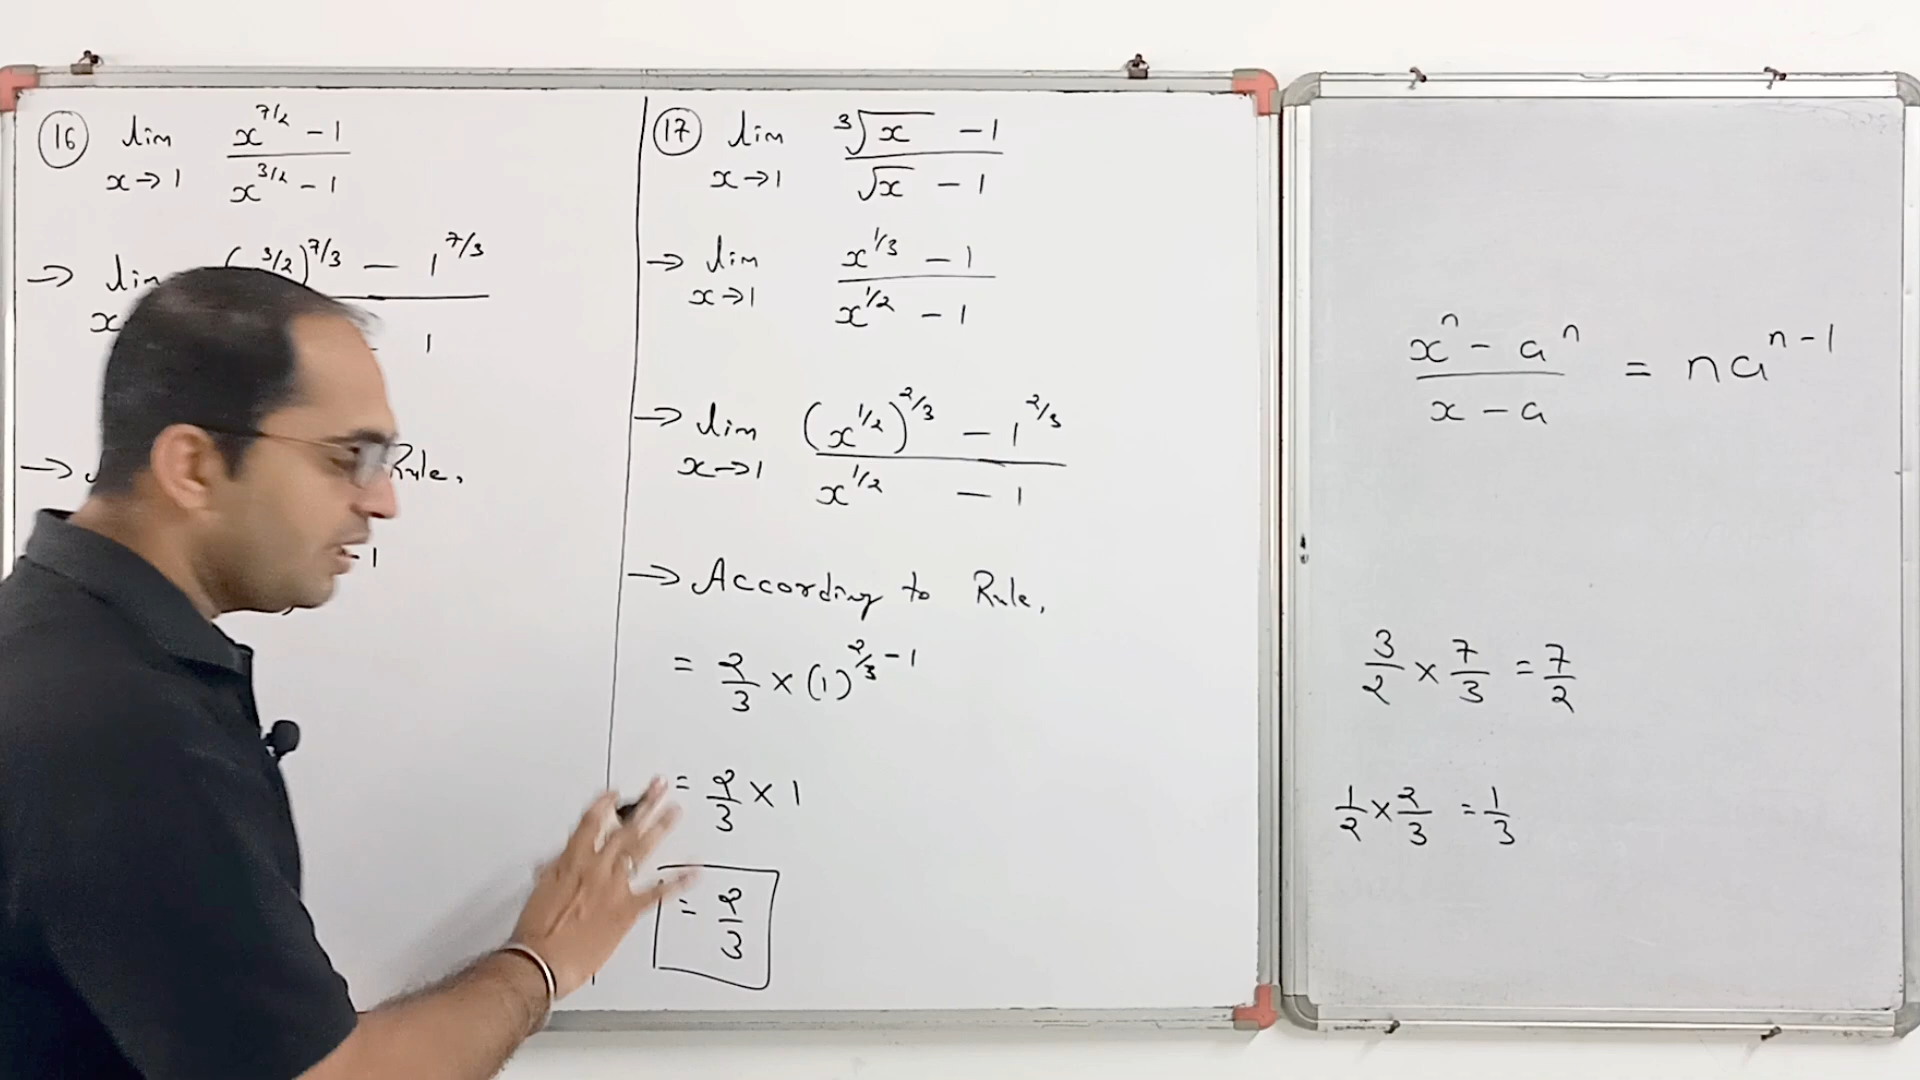 (16) lim x→1 (x^{7/2} - 1)/(x^{3/2} - 1)
→ lim x ( ^{3/2})^{7/3} - 1^{7/3}
- 1
→ Rule,
- 1
(17) lim x→1 (∛x - 1)/(√x - 1)
→ lim x→1 (x^{1/3} - 1)/(x^{1/2} - 1)
→ lim x→1 ((x^{1/2})^{2/3} - 1^{2/3})/(x^{1/2} - 1)
→ According to Rule,
= 2/3 × (1)^{2/3 - 1}
= 2/3 × 1
= 2/3
(x^n - a^n)/(x - a) = na^{n-1}
3/2 × 7/3 = 7/2
1/2 × 2/3 = 1/3